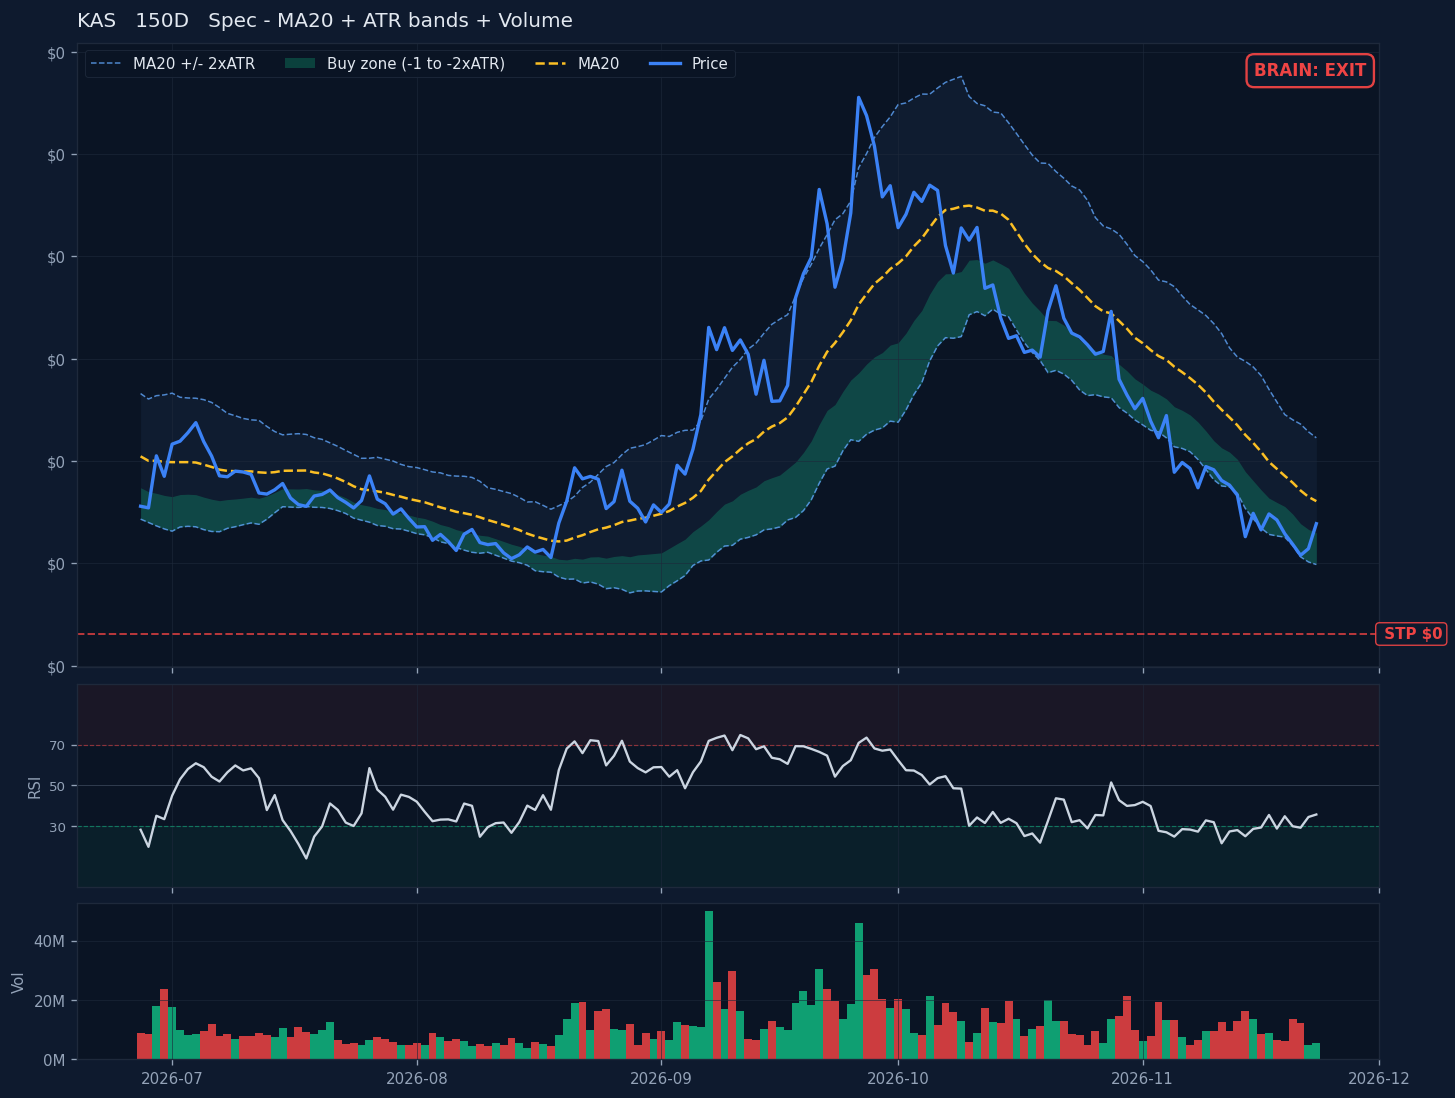 KAS   150D   Spec - MA20 + ATR bands + Volume
MA20 +/- 2xATR
Buy zone (-1 to -2xATR)
MA20
Price
BRAIN: EXIT
$0
$0
$0
$0
$0
$0
$0
STP $0
RSI
70
50
30
Vol
40M
20M
0M
2026-07
2026-08
2026-09
2026-10
2026-11
2026-12